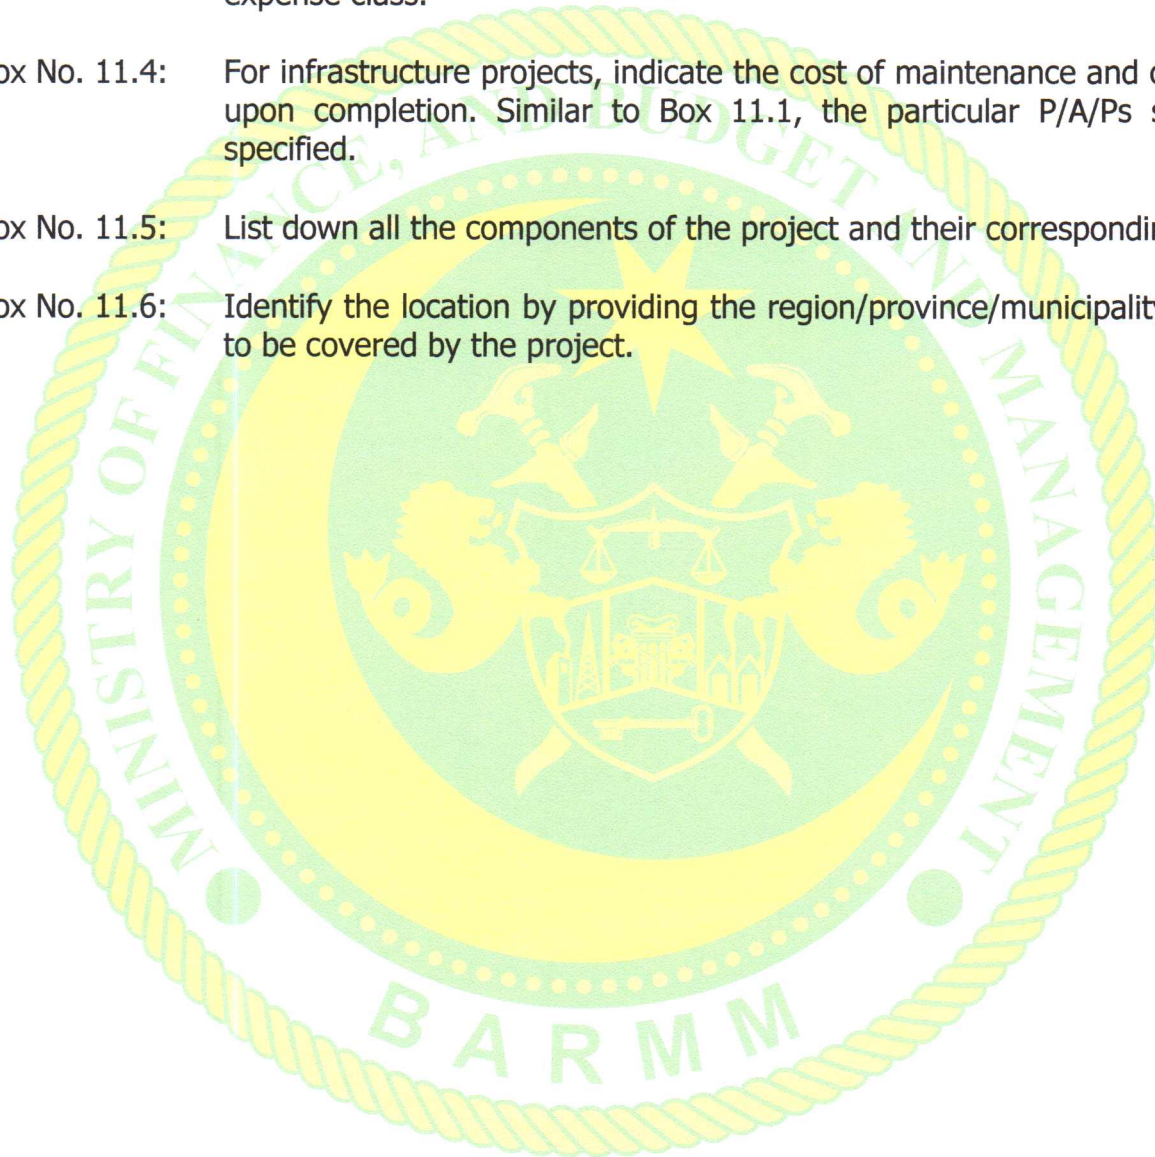 expense class.
ox No. 11.4: For infrastructure projects, indicate the cost of maintenance and
upon completion. Similar to Box 11.1, the particular P/A/Ps
specified.
ox No. 11.5: List down all the components of the project and their correspondin
ox No. 11.6: Identify the location by providing the region/province/municipality
to be covered by the project.
MINISTRY OF FINANCE, AND BUDGET AND MANAGEMENT
BARMM